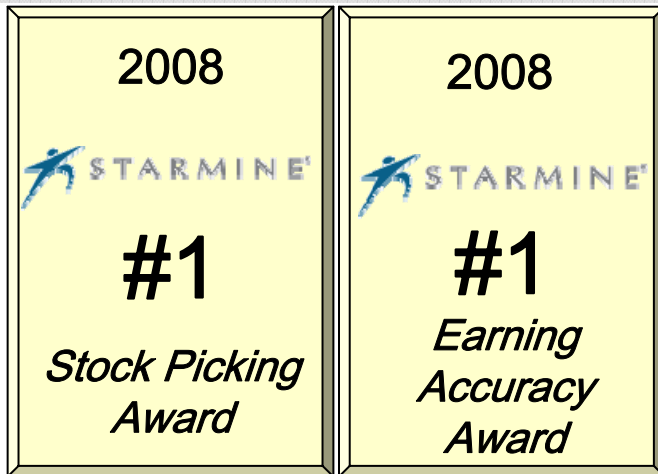 2008
STARMINE
#1
Stock Picking
Award
2008
STARMINE
#1
Earning
Accuracy
Award